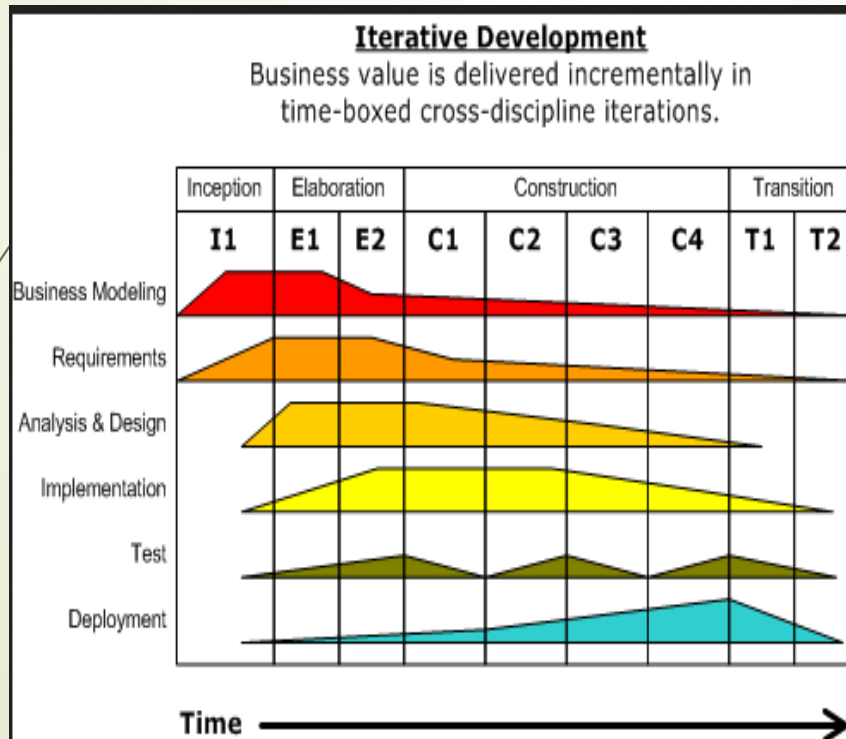 Iterative Development
Business value is delivered incrementally in
time-boxed cross-discipline iterations.
Inception Elaboration Construction Transition
I1 E1 E2 C1 C2 C3 C4 T1 T2
Business Modeling
Requirements
Analysis & Design
Implementation
Test
Deployment
Time